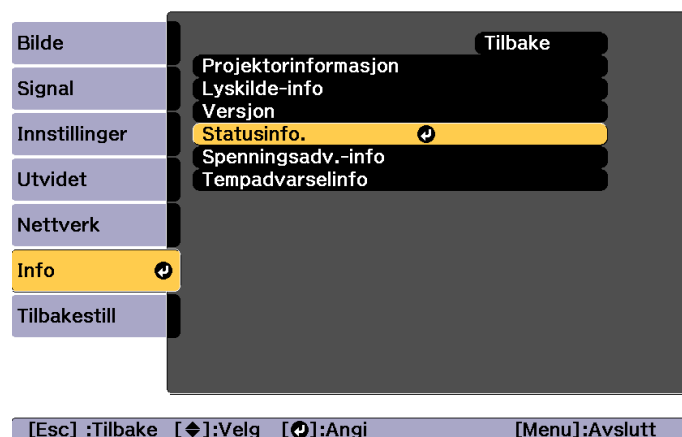 Bilde
Signal
Innstillinger
Utvidet
Nettverk
Info
Tilbakestill
Tilbake
Projektorinformasjon
Lyskilde-info
Versjon
Statusinfo.
Spenningsadv.-info
Tempadvarselinfo
[Esc] :Tilbake [◆]:Velg [↵]:Angi [Menu]:Avslutt